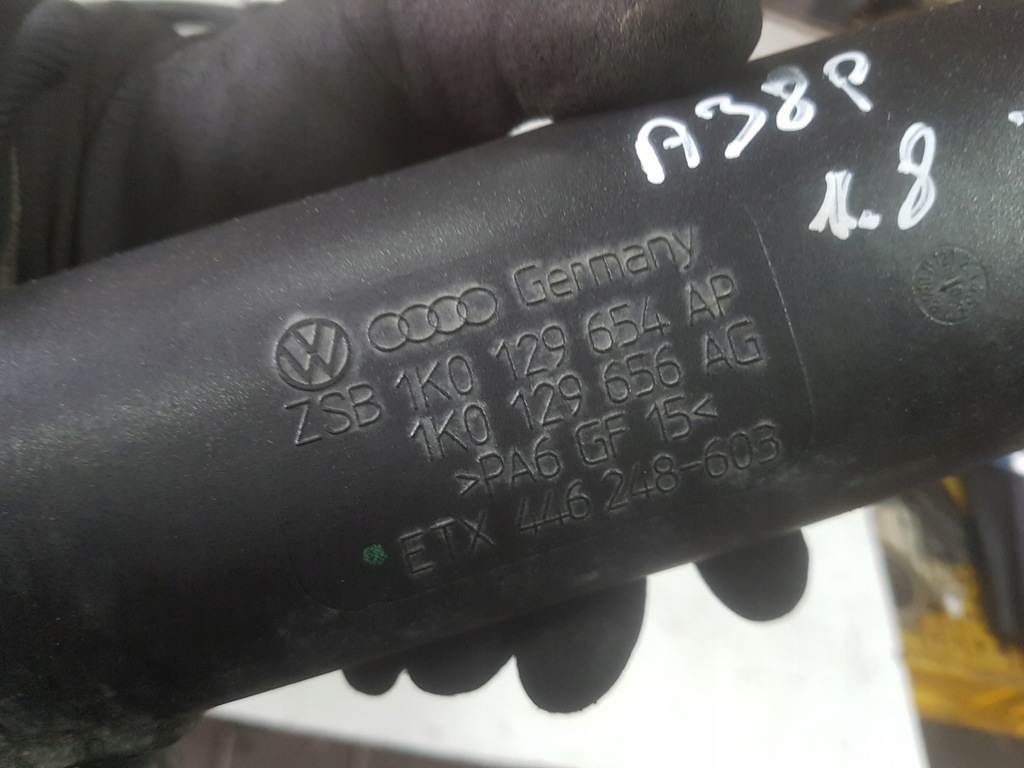 A38P
1.8
Germany
ZSB 1K0 129 654 AP
1K0 129 656 AG
>PA6 GF 15<
ETX 446 248-603